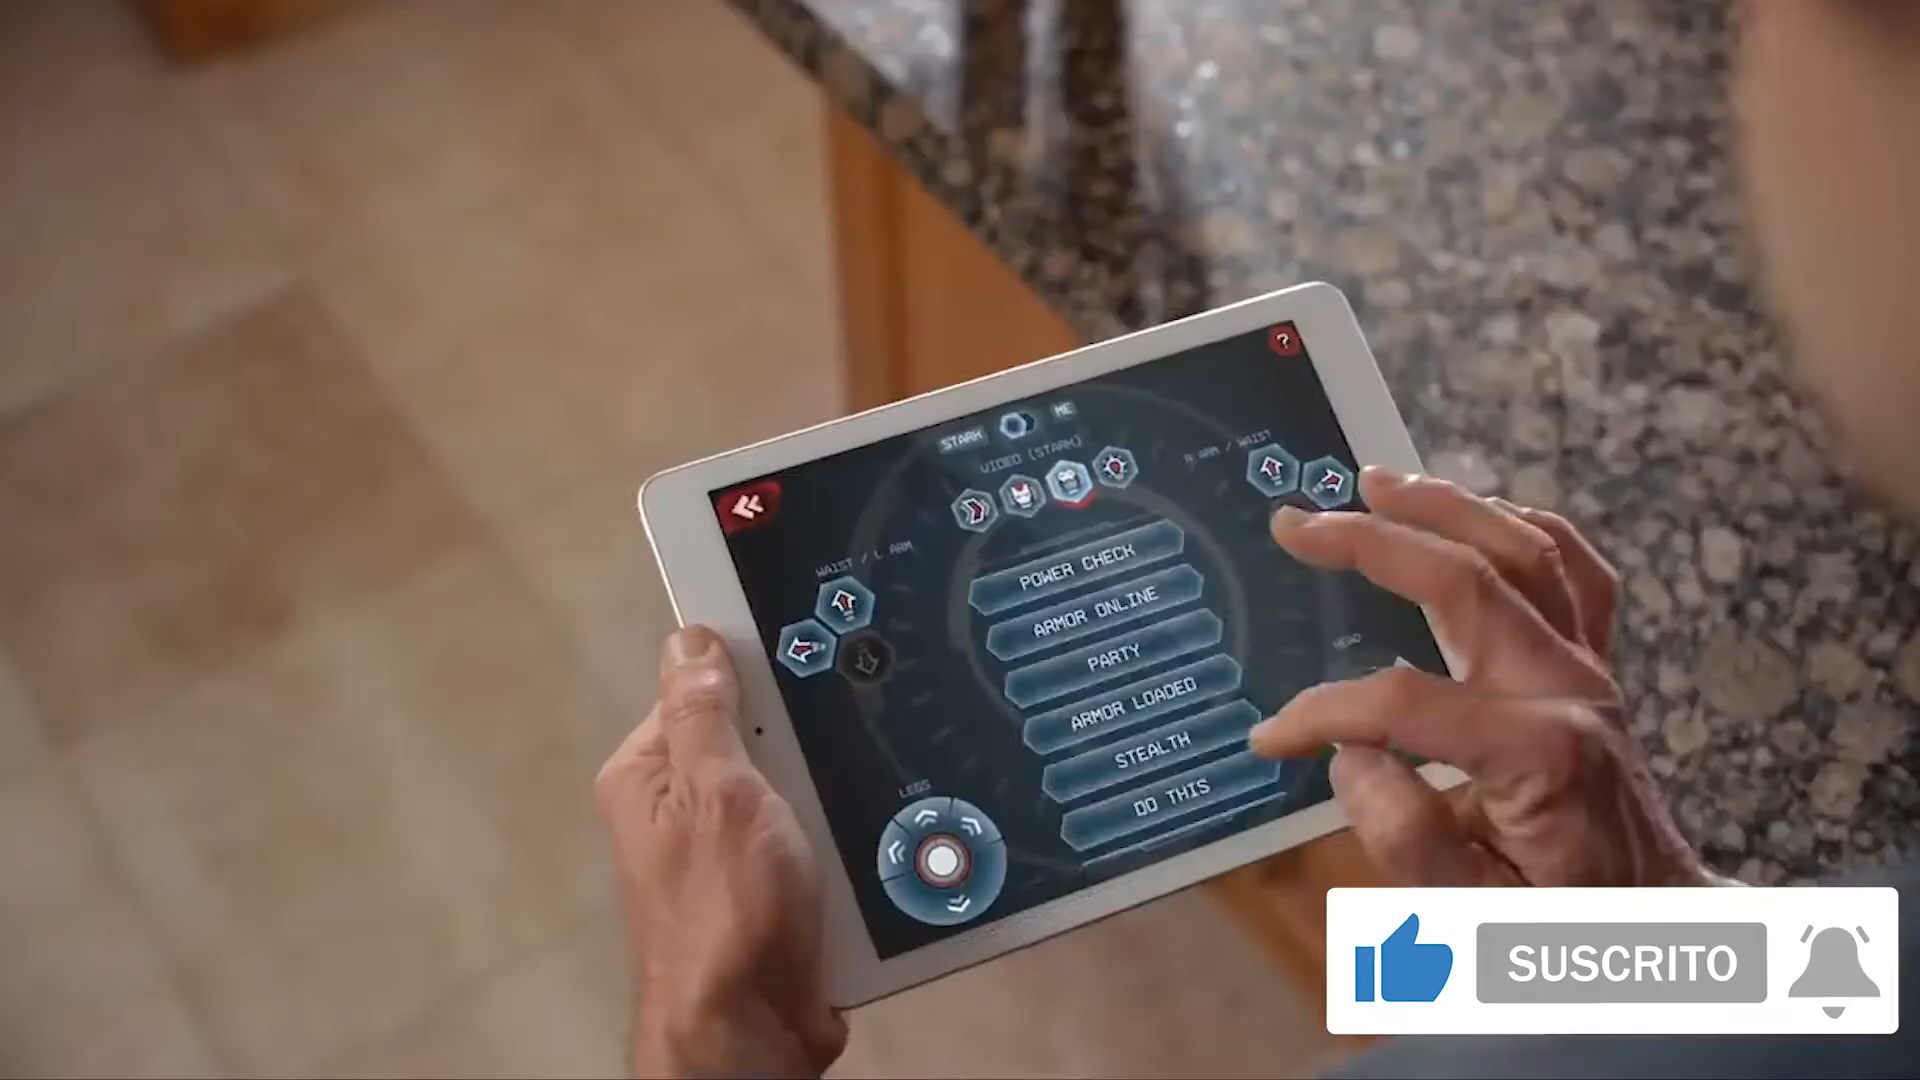 ?
STARK
ME
VIDEO (STARK)
R ARM / WAIST
WAIST / L ARM
POWER CHECK
ARMOR ONLINE
PARTY
ARMOR LOADED
STEALTH
DO THIS
HEAD
LEGS
SUSCRITO